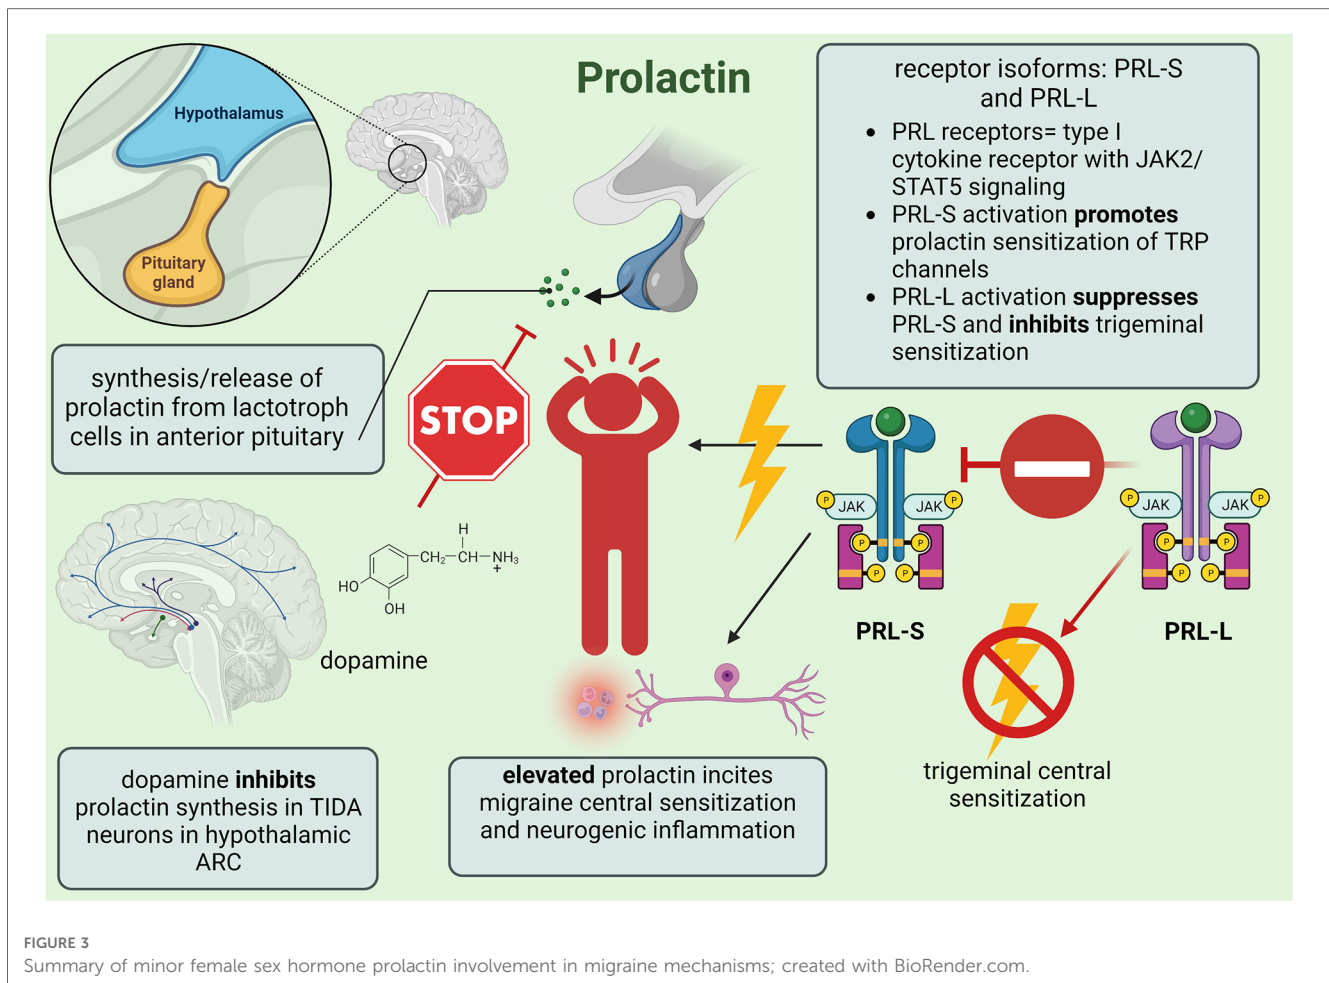 Prolactin
Hypothalamus
Pituitary
gland
receptor isoforms: PRL-S
and PRL-L
• PRL receptors= type I
cytokine receptor with JAK2/
STAT5 signaling
• PRL-S activation promotes
prolactin sensitization of TRP
channels
• PRL-L activation suppresses
PRL-S and inhibits trigeminal
sensitization
synthesis/release of
prolactin from lactotroph
cells in anterior pituitary
STOP
P
JAK
JAK
P
P
P
P
P
PRL-S
P
JAK
JAK
P
P
P
P
P
PRL-L
H
CH2
CH
NH3
+
HO
OH
dopamine
dopamine inhibits
prolactin synthesis in TIDA
neurons in hypothalamic
ARC
elevated prolactin incites
migraine central sensitization
and neurogenic inflammation
trigeminal central
sensitization
FIGURE 3
Summary of minor female sex hormone prolactin involvement in migraine mechanisms; created with BioRender.com.